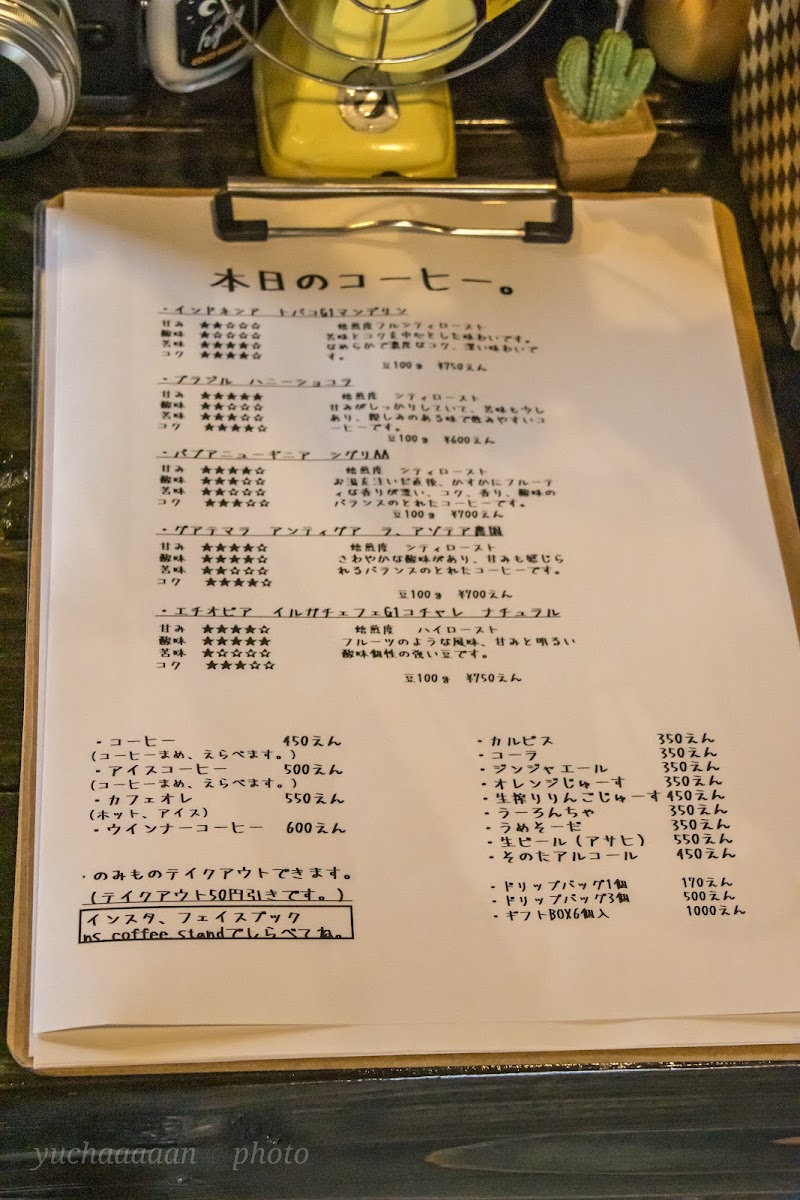 本日のコーヒー。
・インドネシア トバコG1マンデリン
甘み ★★☆☆☆ 焙煎度フルシティロースト
酸味 ★☆☆☆☆ 苦味とコクを中心とした味わいです。
苦味 ★★★★☆ なめらかで濃厚なコク、深い味わいで
コク ★★★★☆ す。
豆100g ¥750えん
・ブラジル ハニーショコラ
甘み ★★★★★ 焙煎度 シティロースト
酸味 ★★☆☆☆ 甘みがしっかりしていて、苦味も少し
苦味 ★★★☆☆ あり、親しみのある味で飲みやすいコ
コク ★★★★☆ ーヒーです。
豆100g ¥600えん
・パプアニューギニア シグリAA
甘み ★★★★☆ 焙煎度 シティロースト
酸味 ★★★★☆ お湯を注いだ直後、かすかにフルーテ
苦味 ★★☆☆☆ ィな香りが漂い、コク、香り、酸味の
コク ★★★☆☆ バランスのとれたコーヒーです。
豆100g ¥700えん
・グアテマラ アンティグア ラ、アゾテア農園
甘み ★★★★☆ 焙煎度 シティロースト
酸味 ★★★★☆ さわやかな酸味があり、甘みも感じら
苦味 ★★☆☆☆ れるバランスのとれたコーヒーです。
コク ★★★★☆
豆100g ¥700えん
・エチオピア イルガチェフェG1コチャレ ナチュラル
甘み ★★★★☆ 焙煎度 ハイロースト
酸味 ★★★★★ フルーツのような風味、甘みと明るい
苦味 ★☆☆☆☆ 酸味個性の強い豆です。
コク ★★★☆☆
豆100g ¥750えん
・コーヒー 450えん
(コーヒーまめ、えらべます。)
・アイスコーヒー 500えん
(コーヒーまめ、えらべます。)
・カフェオレ 550えん
(ホット、アイス)
・ウインナーコーヒー 600えん
・のみものテイクアウトできます。
(テイクアウト50円引きです。)
インスタ、フェイスブック
ns coffee standでしらべてね。
・カルピス 350えん
・コーラ 350えん
・ジンジャエール 350えん
・オレンジじゅーす 350えん
・生搾りりんごじゅーす 450えん
・うーろんちゃ 350えん
・うめそーだ 350えん
・生ビール(アサヒ) 550えん
・そのたアルコール 450えん
・ドリップバッグ1個 170えん
・ドリップバッグ3個 500えん
・ギフトBOX6個入 1000えん
yuchaaaaan photo